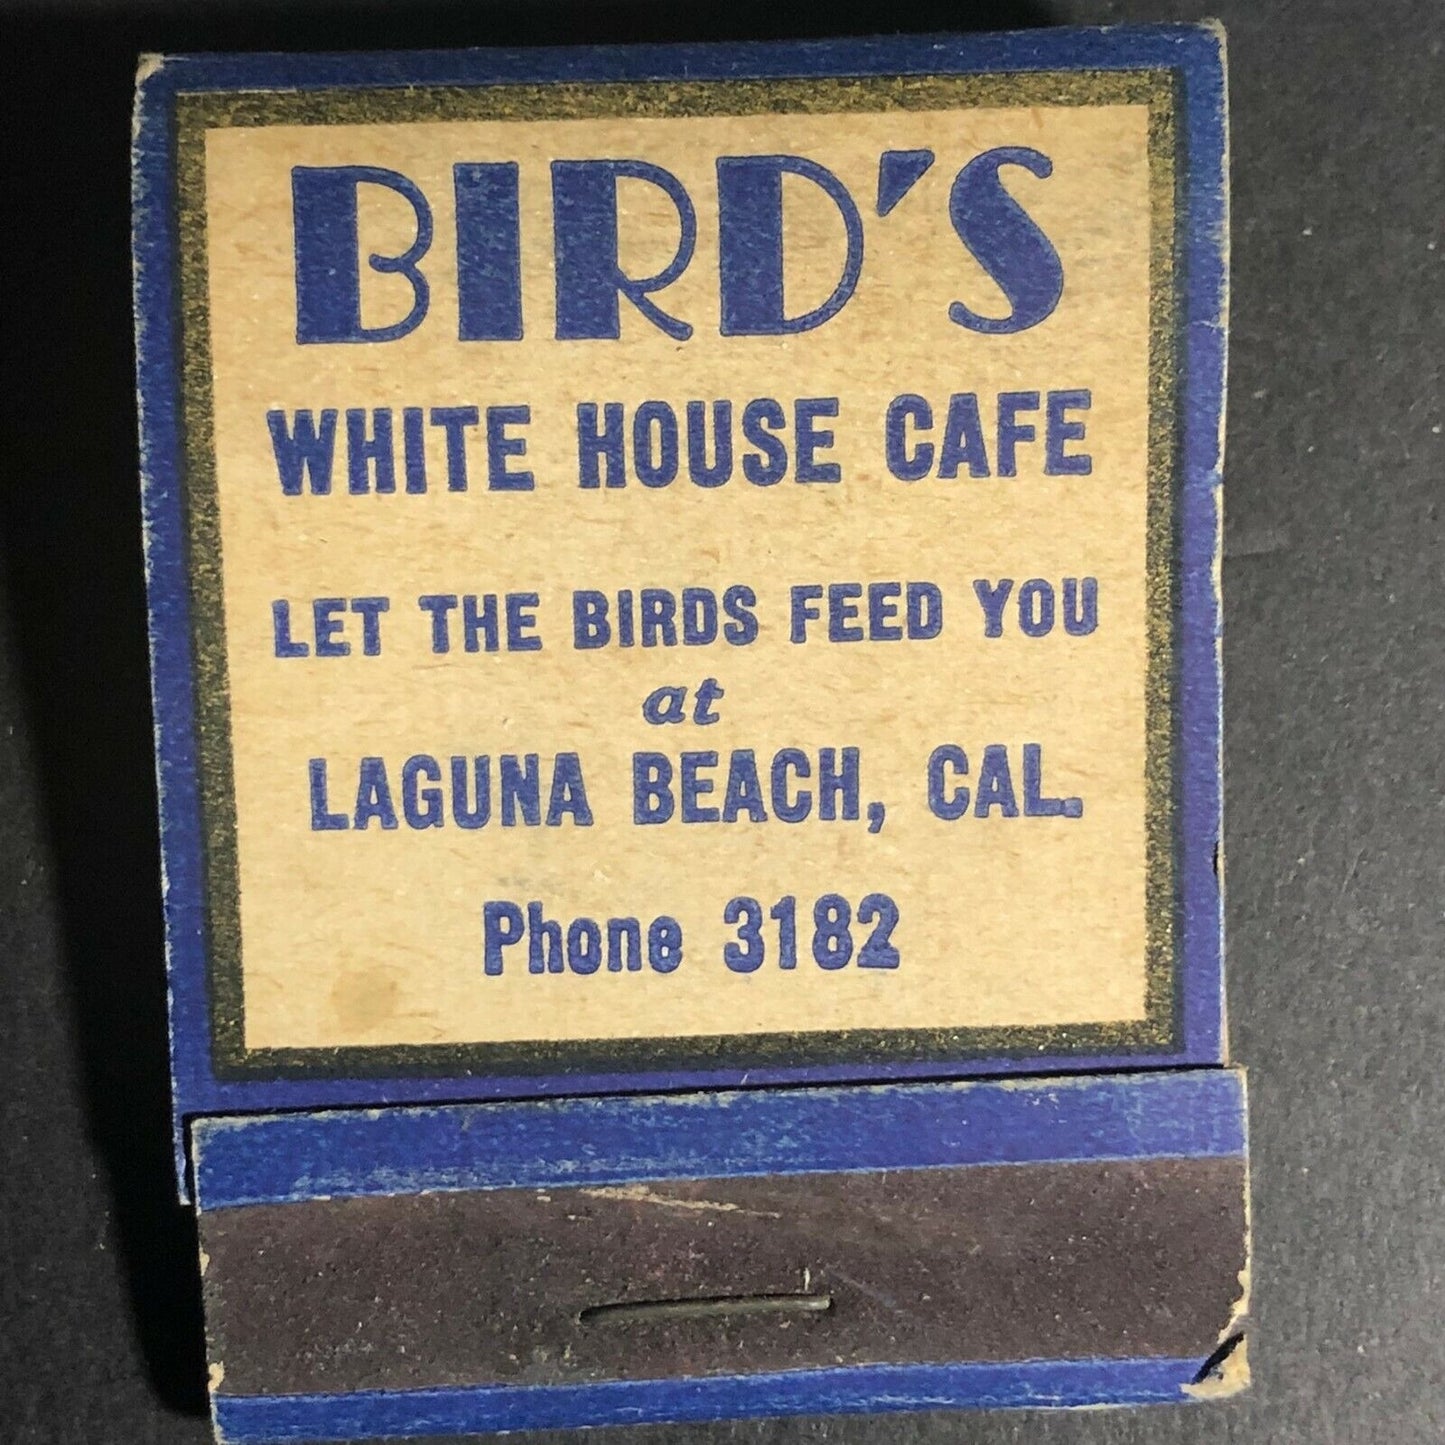 BIRD'S
WHITE HOUSE CAFE
LET THE BIRDS FEED YOU
at
LAGUNA BEACH, CAL.
Phone 3182